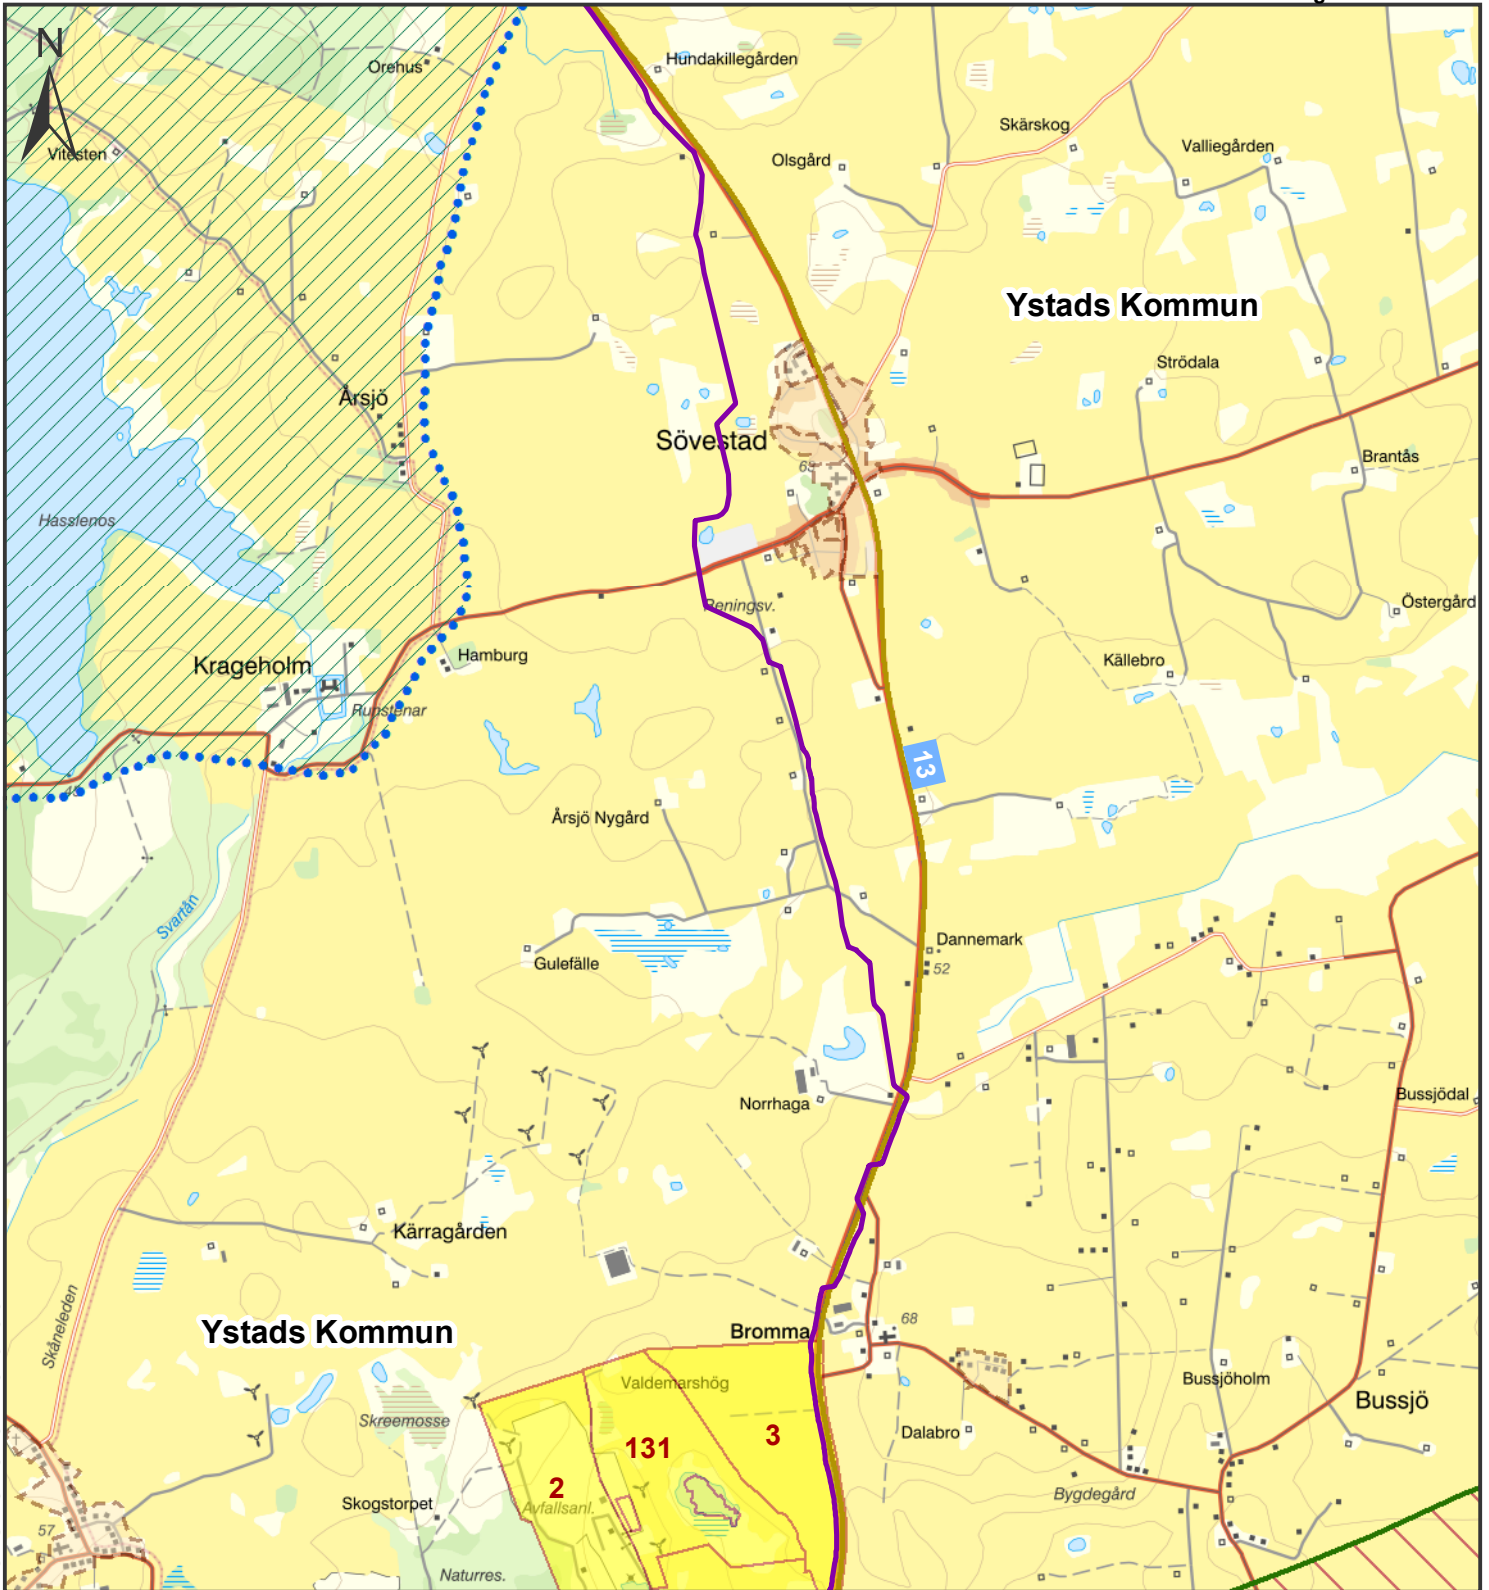 N
Orehus
Hundakillegården
Vitesten
Olsgård
Skärskog
Valliegården
Ystads Kommun
Strödala
Årsjö
Sövestad
Brantås
Hasslenos
Reningsv.
Östergård
Hamburg
Krageholm
Källebro
Runstenar
13
Årsjö Nygård
Svartån
Dannemark
52
Gulefälle
Norrhaga
Bussjödal
Kärragården
Skåneleden
Ystads Kommun
Bromma
68
Valdemarshög
Bussjöholm
Bussjö
Skreemosse
131
3
Dalabro
2
Avfallsanl.
Skogstorpet
Bygdegård
57
Naturres.